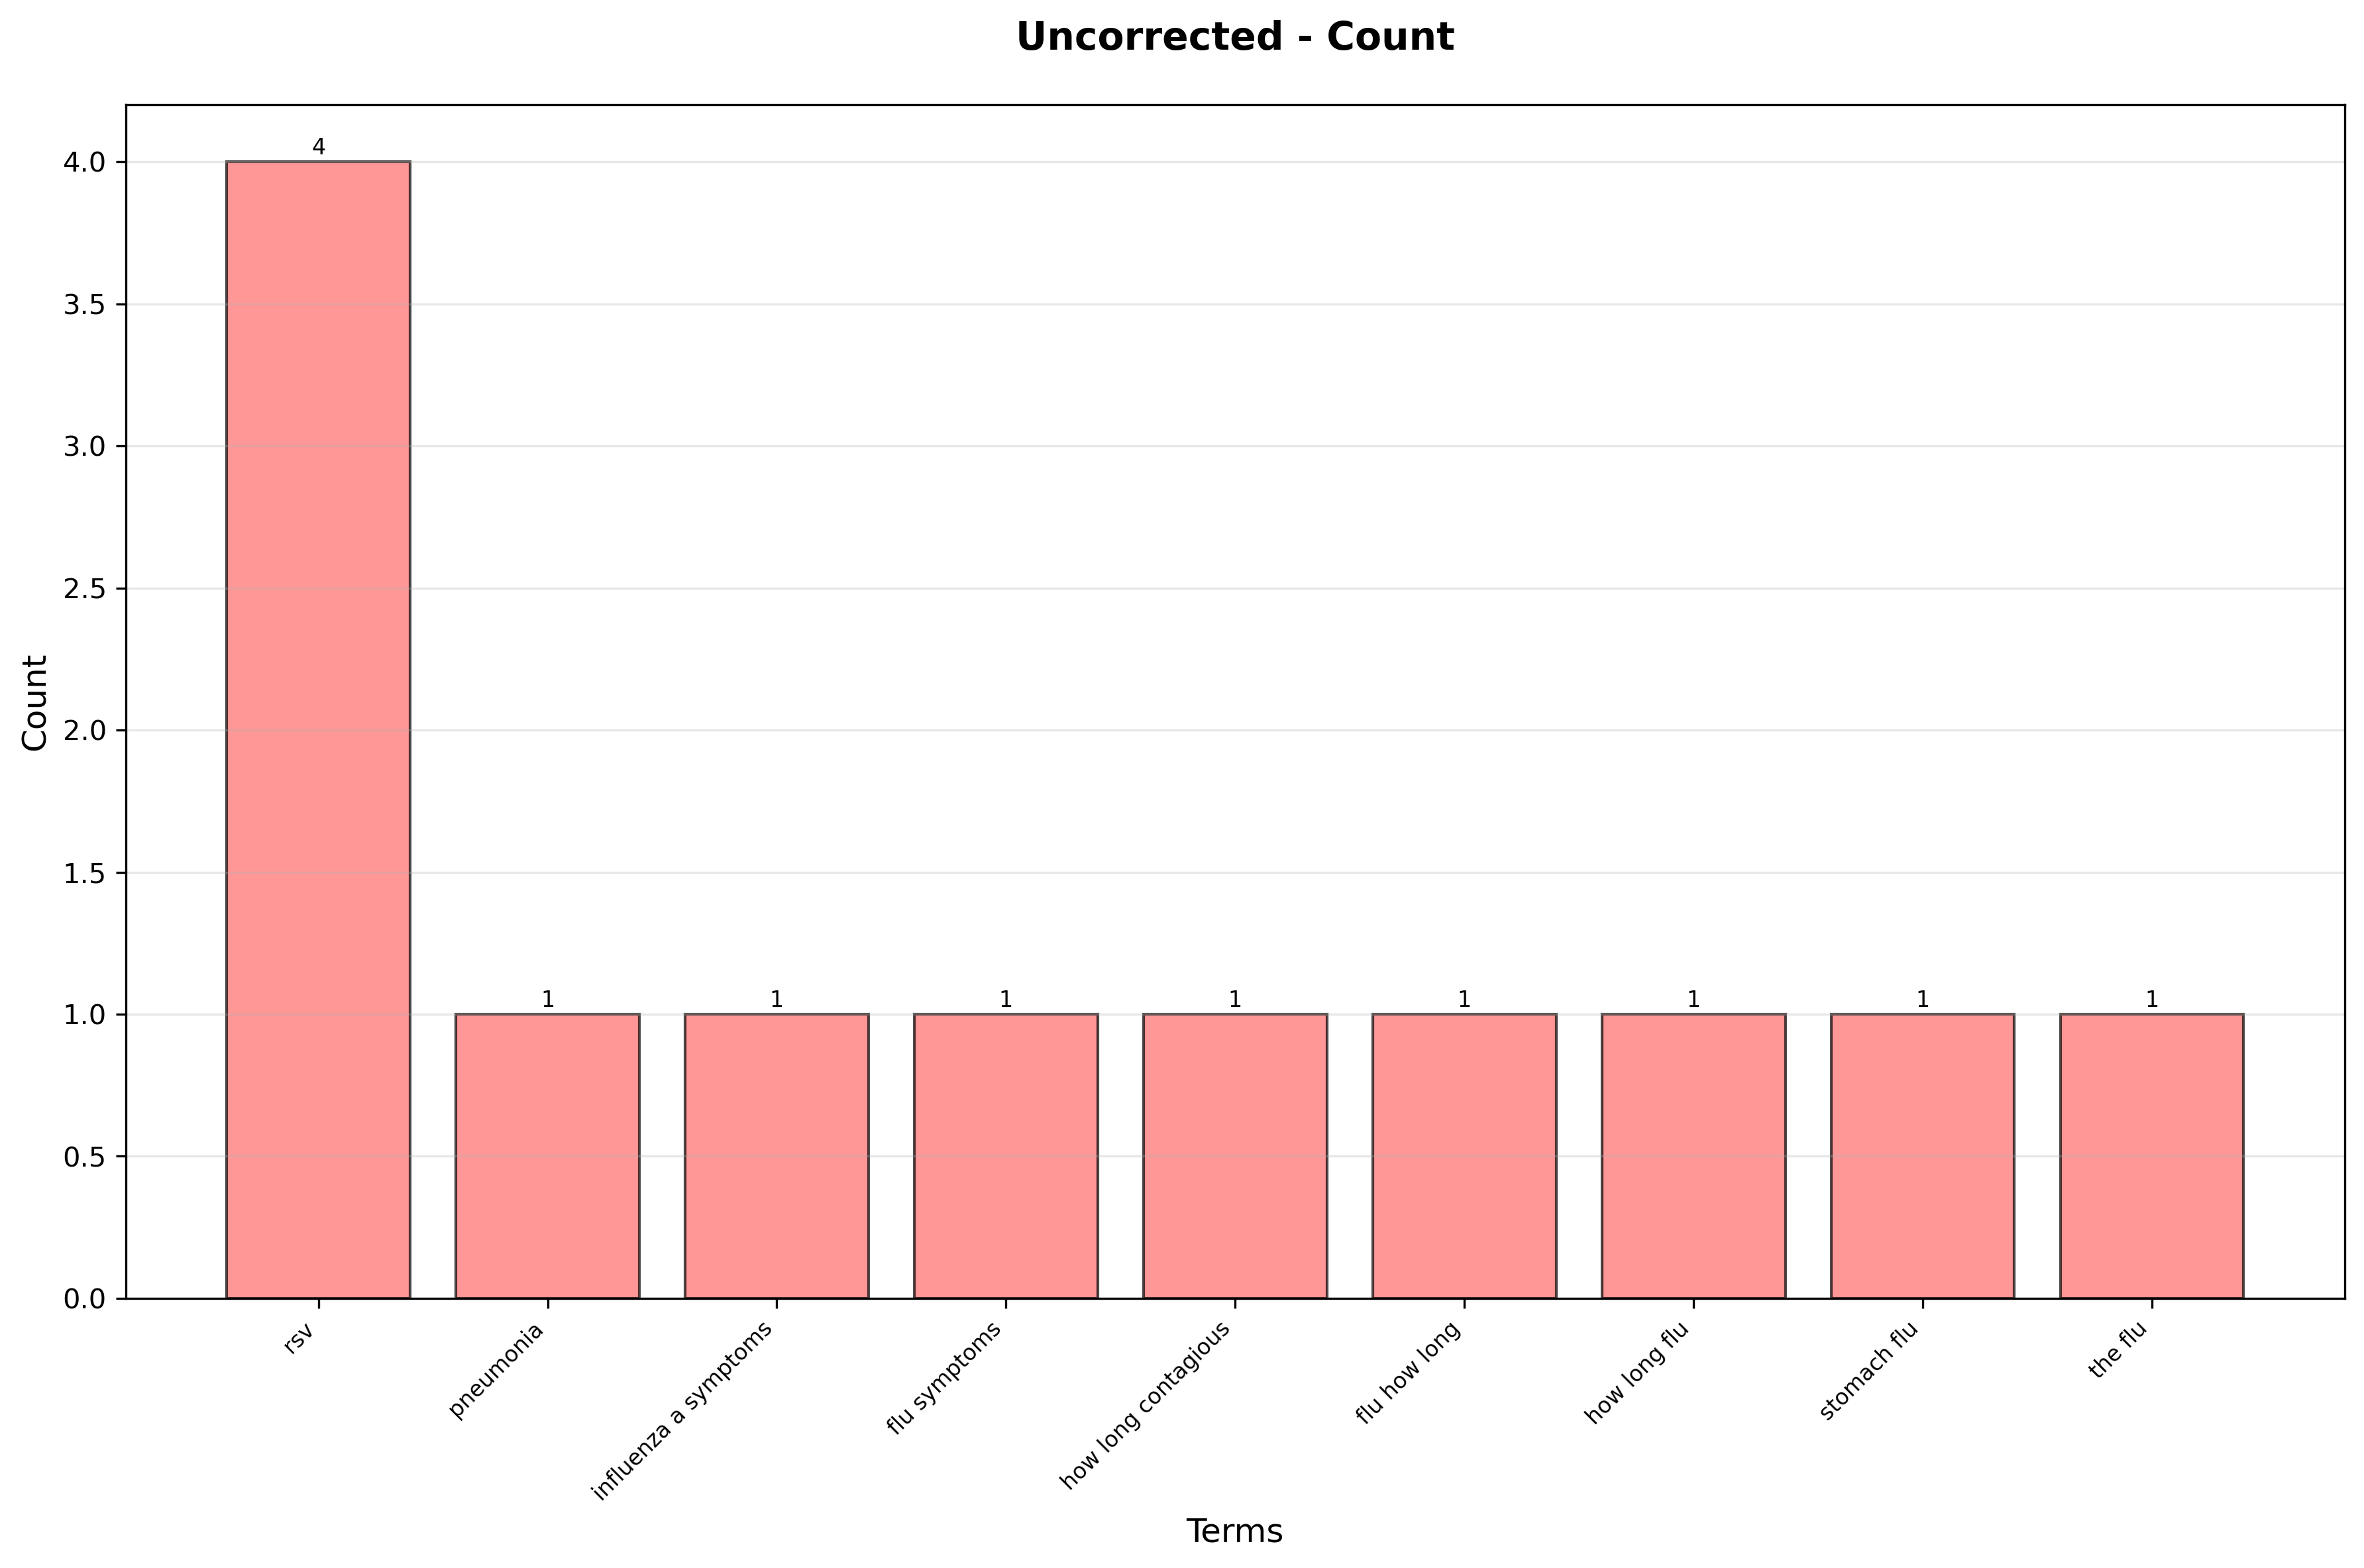 Uncorrected - Count
Count
4.0
3.5
3.0
2.5
2.0
1.5
1.0
0.5
0.0
4
1
1
1
1
1
1
1
1
rsv
pneumonia
influenza a symptoms
flu symptoms
how long contagious
flu how long
how long flu
stomach flu
the flu
Terms